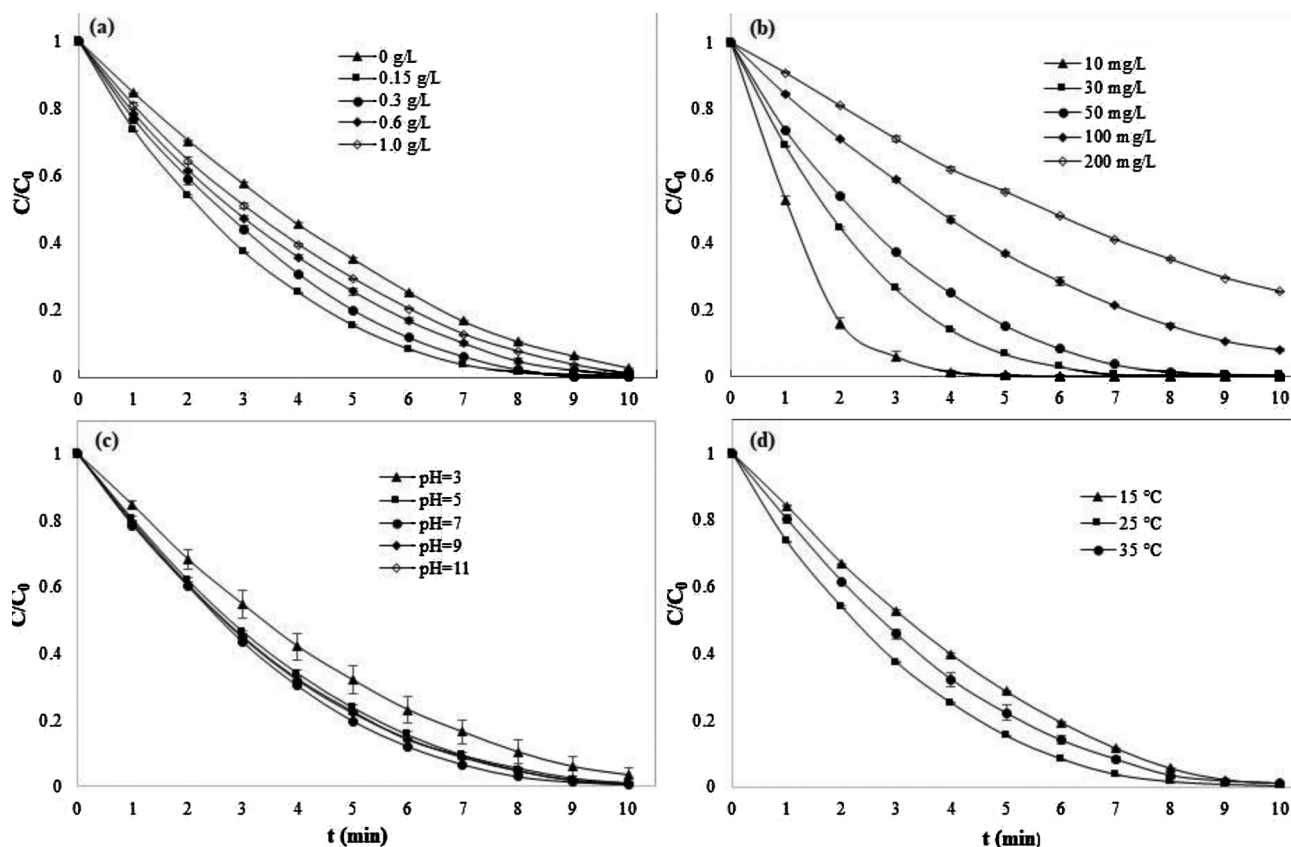 (a)
C/C0
1
0.8
0.6
0.4
0.2
0
0 1 2 3 4 5 6 7 8 9 10
0 g/L
0.15 g/L
0.3 g/L
0.6 g/L
1.0 g/L
(b)
C/C0
1
0.8
0.6
0.4
0.2
0
0 1 2 3 4 5 6 7 8 9 10
10 mg/L
30 mg/L
50 mg/L
100 mg/L
200 mg/L
(c)
C/C0
1
0.8
0.6
0.4
0.2
0
0 1 2 3 4 5 6 7 8 9 10
t (min)
pH=3
pH=5
pH=7
pH=9
pH=11
(d)
C/C0
1
0.8
0.6
0.4
0.2
0
0 1 2 3 4 5 6 7 8 9 10
t (min)
15 °C
25 °C
35 °C